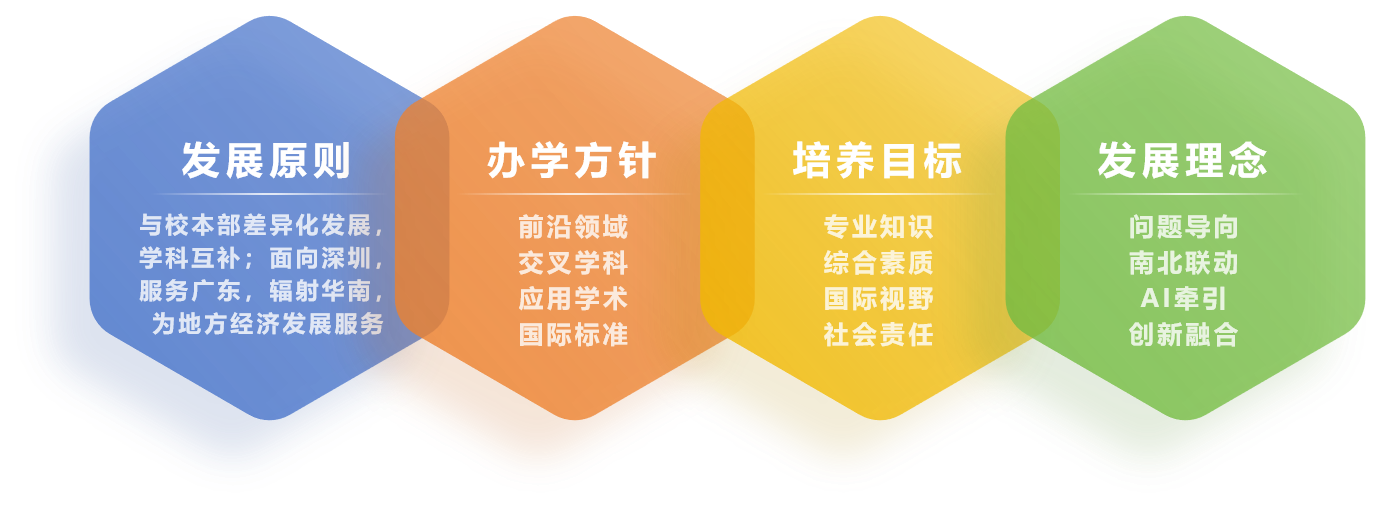 发展原则
与校本部差异化发展，
学科互补；面向深圳，
服务广东，辐射华南，
为地方经济发展服务
办学方针
前沿领域
交叉学科
应用学术
国际标准
培养目标
专业知识
综合素质
国际视野
社会责任
发展理念
问题导向
南北联动
AI牵引
创新融合